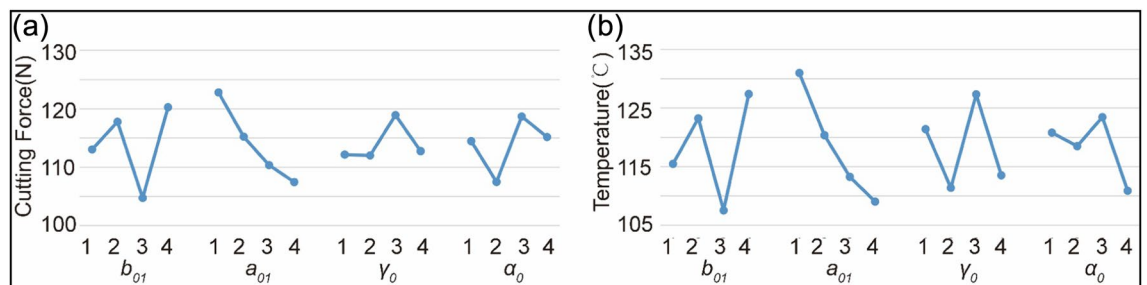 (a)
Cutting Force(N)
130
120
110
100
1 2 3 4 1 2 3 4 1 2 3 4 1 2 3 4
b01 a01 γ0 α0
(b)
Temperature(℃)
135
125
115
105
1 2 3 4 1 2 3 4 1 2 3 4 1 2 3 4
b01 a01 γ0 α0